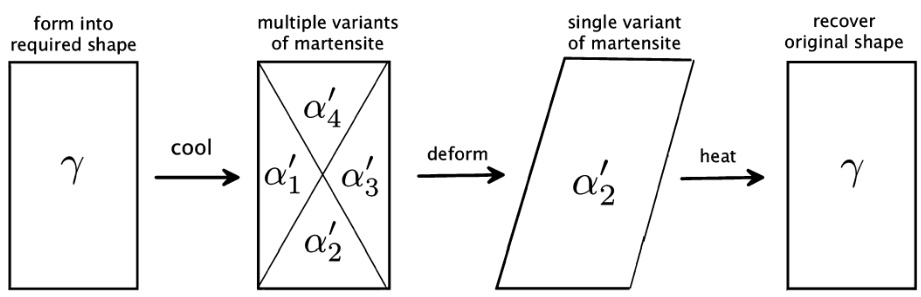 form into
required shape
multiple variants
of martensite
single variant
of martensite
recover
original shape
γ
cool
α′₄
α′₁
α′₃
α′₂
deform
α′₂
heat
γ